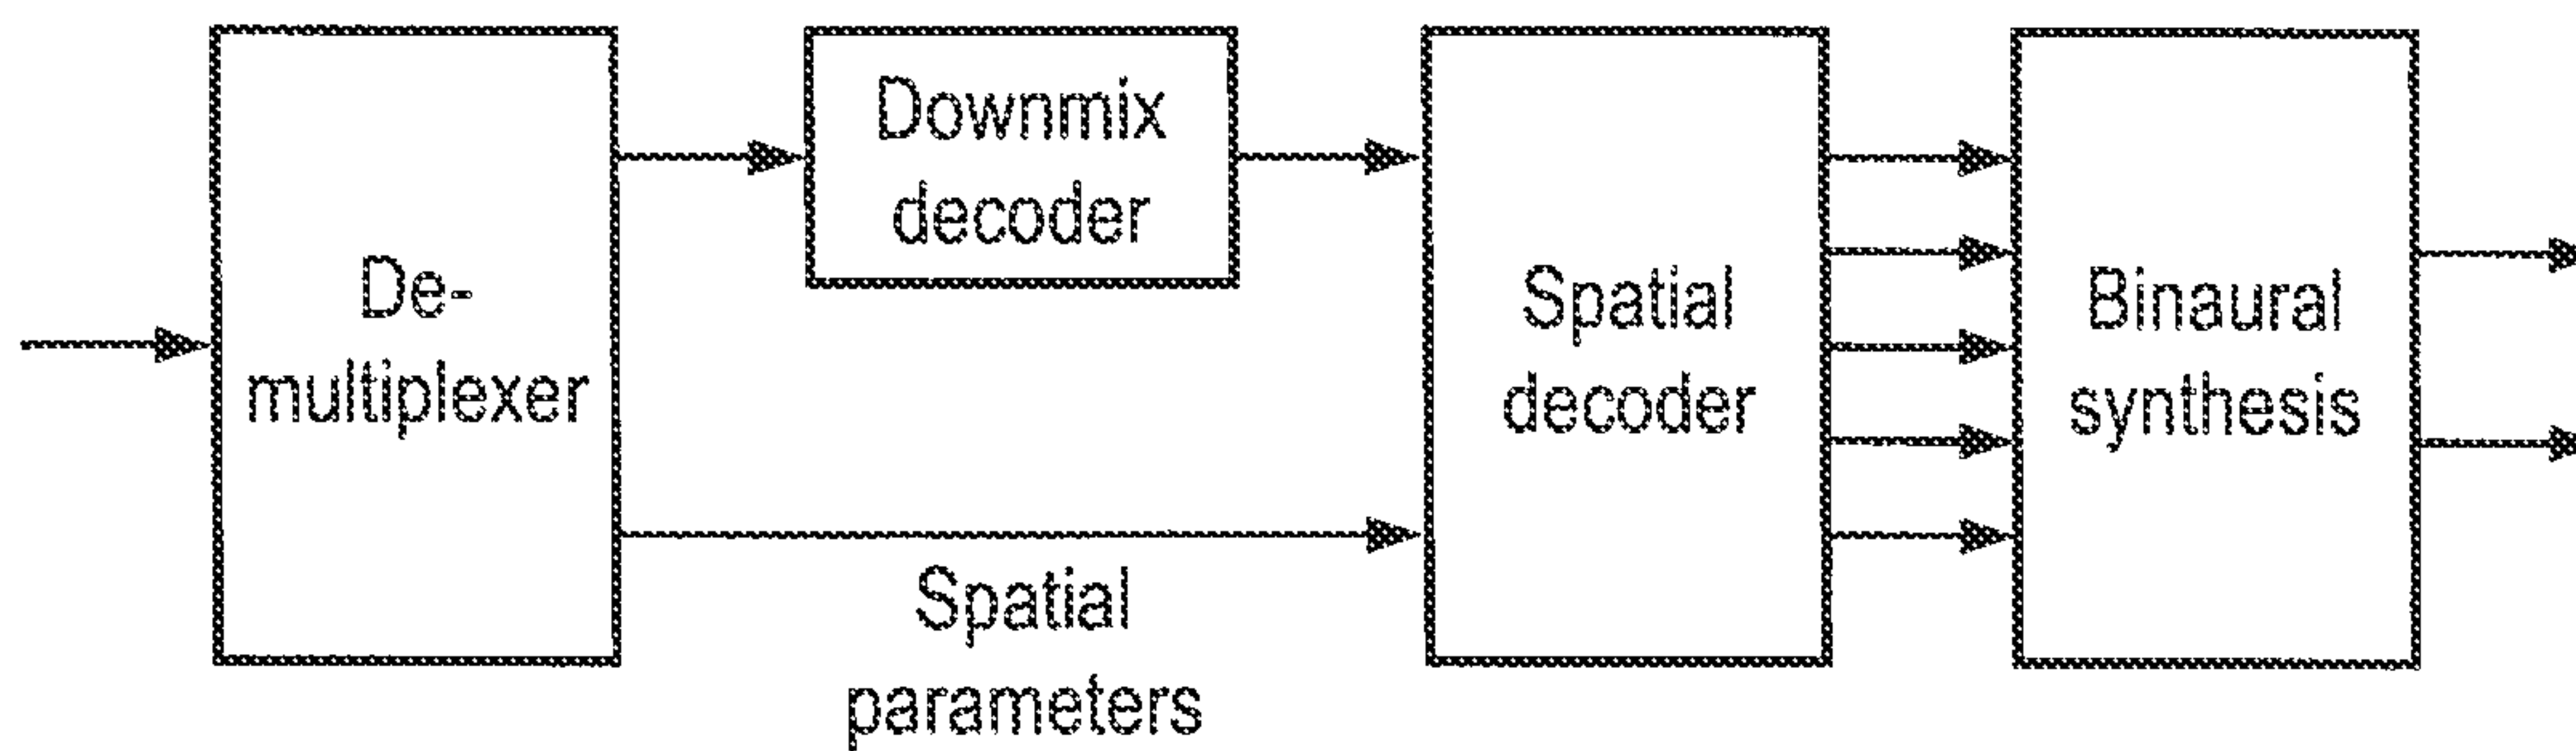 De-
multiplexer
Downmix
decoder
Spatial
parameters
Spatial
decoder
Binaural
synthesis